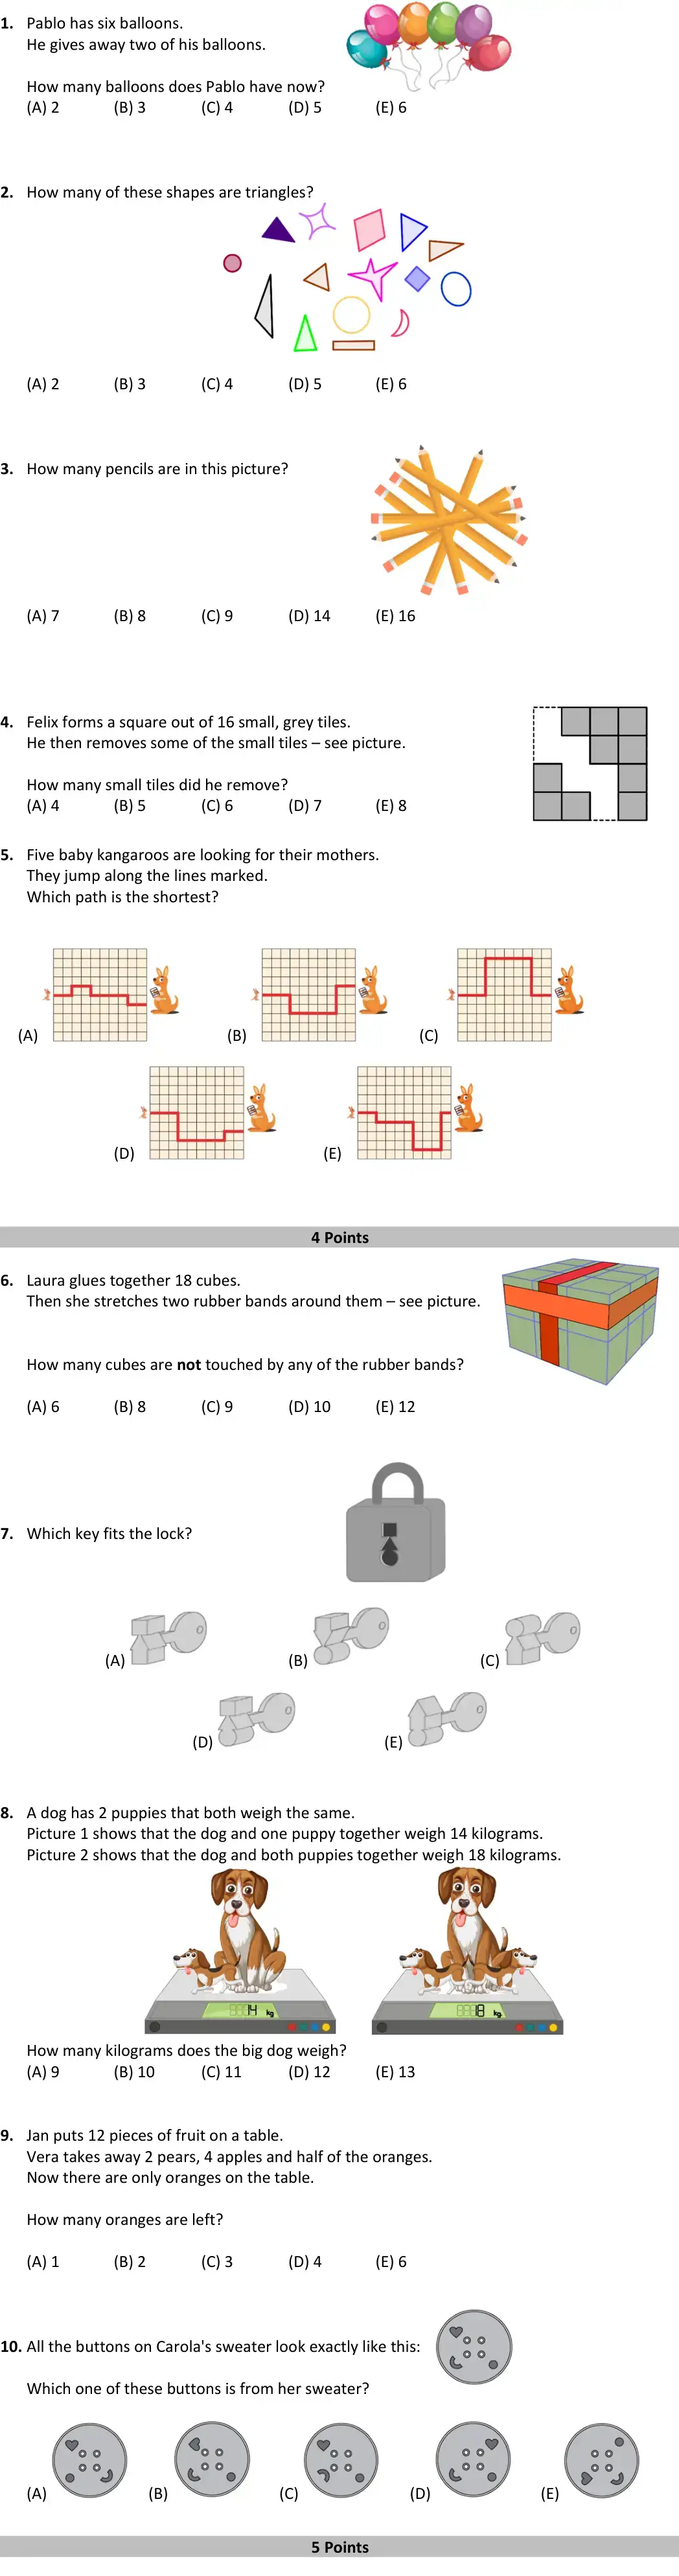 1. Pablo has six balloons.
He gives away two of his balloons.
How many balloons does Pablo have now?
(A) 2 (B) 3 (C) 4 (D) 5 (E) 6
2. How many of these shapes are triangles?
(A) 2 (B) 3 (C) 4 (D) 5 (E) 6
3. How many pencils are in this picture?
(A) 7 (B) 8 (C) 9 (D) 14 (E) 16
4. Felix forms a square out of 16 small, grey tiles.
He then removes some of the small tiles – see picture.
How many small tiles did he remove?
(A) 4 (B) 5 (C) 6 (D) 7 (E) 8
5. Five baby kangaroos are looking for their mothers.
They jump along the lines marked.
Which path is the shortest?
(A) (B) (C)
(D) (E)
4 Points
6. Laura glues together 18 cubes.
Then she stretches two rubber bands around them – see picture.
How many cubes are not touched by any of the rubber bands?
(A) 6 (B) 8 (C) 9 (D) 10 (E) 12
7. Which key fits the lock?
(A) (B) (C)
(D) (E)
8. A dog has 2 puppies that both weigh the same.
Picture 1 shows that the dog and one puppy together weigh 14 kilograms.
Picture 2 shows that the dog and both puppies together weigh 18 kilograms.
14 kg 18 kg
How many kilograms does the big dog weigh?
(A) 9 (B) 10 (C) 11 (D) 12 (E) 13
9. Jan puts 12 pieces of fruit on a table.
Vera takes away 2 pears, 4 apples and half of the oranges.
Now there are only oranges on the table.
How many oranges are left?
(A) 1 (B) 2 (C) 3 (D) 4 (E) 6
10. All the buttons on Carola's sweater look exactly like this:
Which one of these buttons is from her sweater?
(A) (B) (C) (D) (E)
5 Points